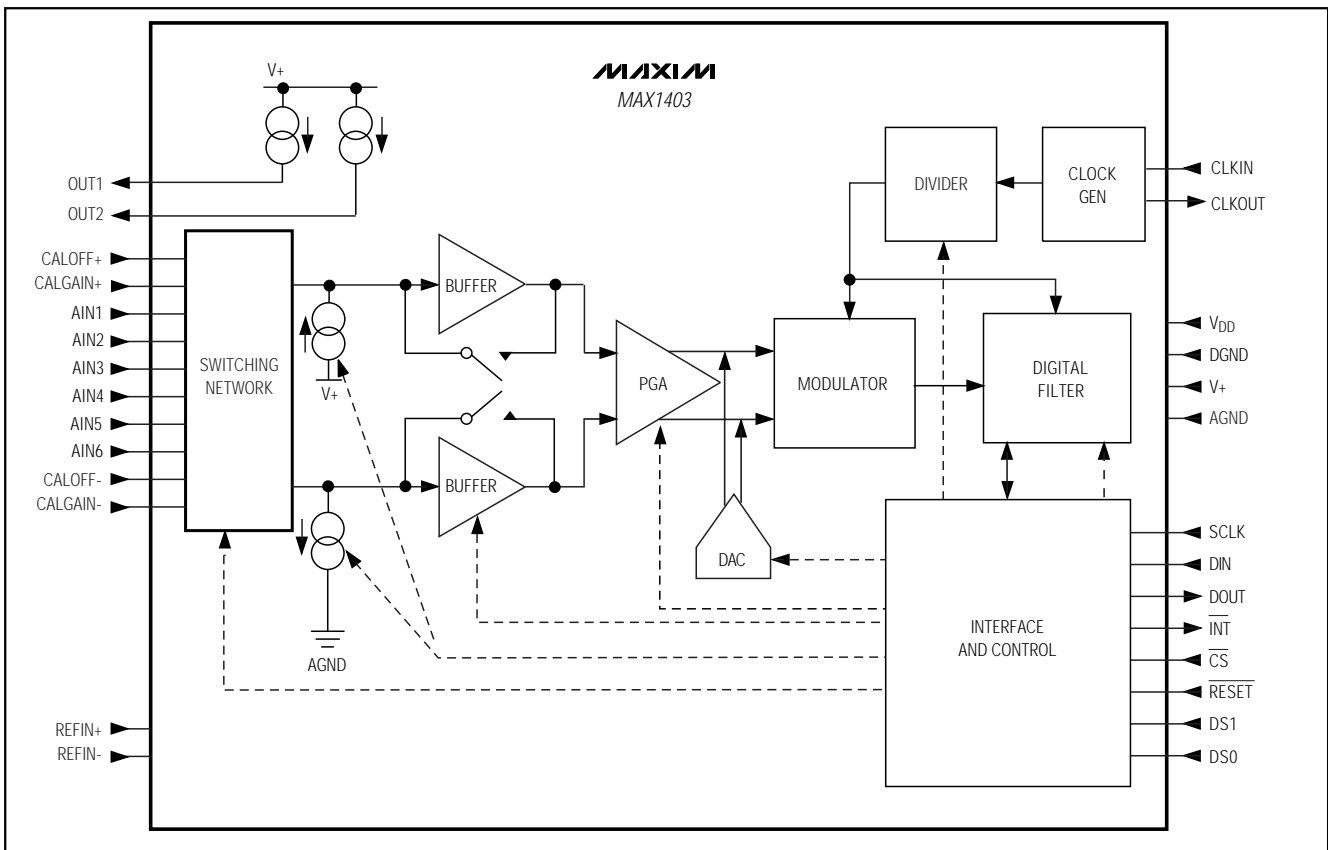 MAXIM
MAX1403
V+
OUT1
OUT2
CALOFF+
CALGAIN+
AIN1
AIN2
AIN3
AIN4
AIN5
AIN6
CALOFF-
CALGAIN-
REFIN+
REFIN-
SWITCHING
NETWORK
V+
AGND
BUFFER
BUFFER
PGA
DAC
MODULATOR
DIVIDER
CLOCK
GEN
DIGITAL
FILTER
INTERFACE
AND CONTROL
CLKIN
CLKOUT
VDD
DGND
V+
AGND
SCLK
DIN
DOUT
INT
CS
RESET
DS1
DS0